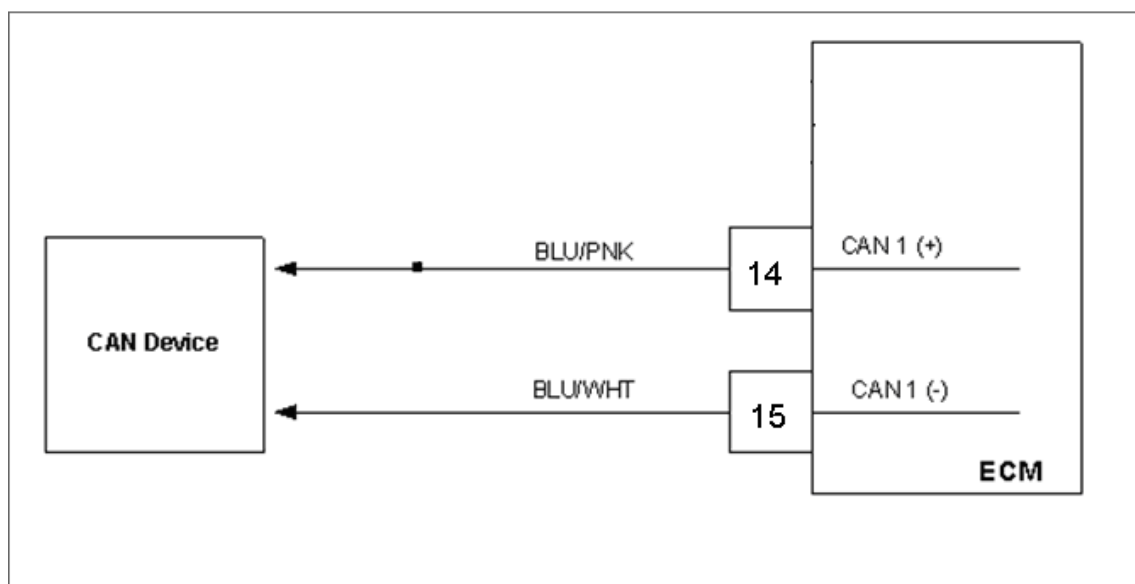 BLU/PNK
14
CAN 1 (+)
CAN Device
BLU/WHT
15
CAN 1 (-)
ECM